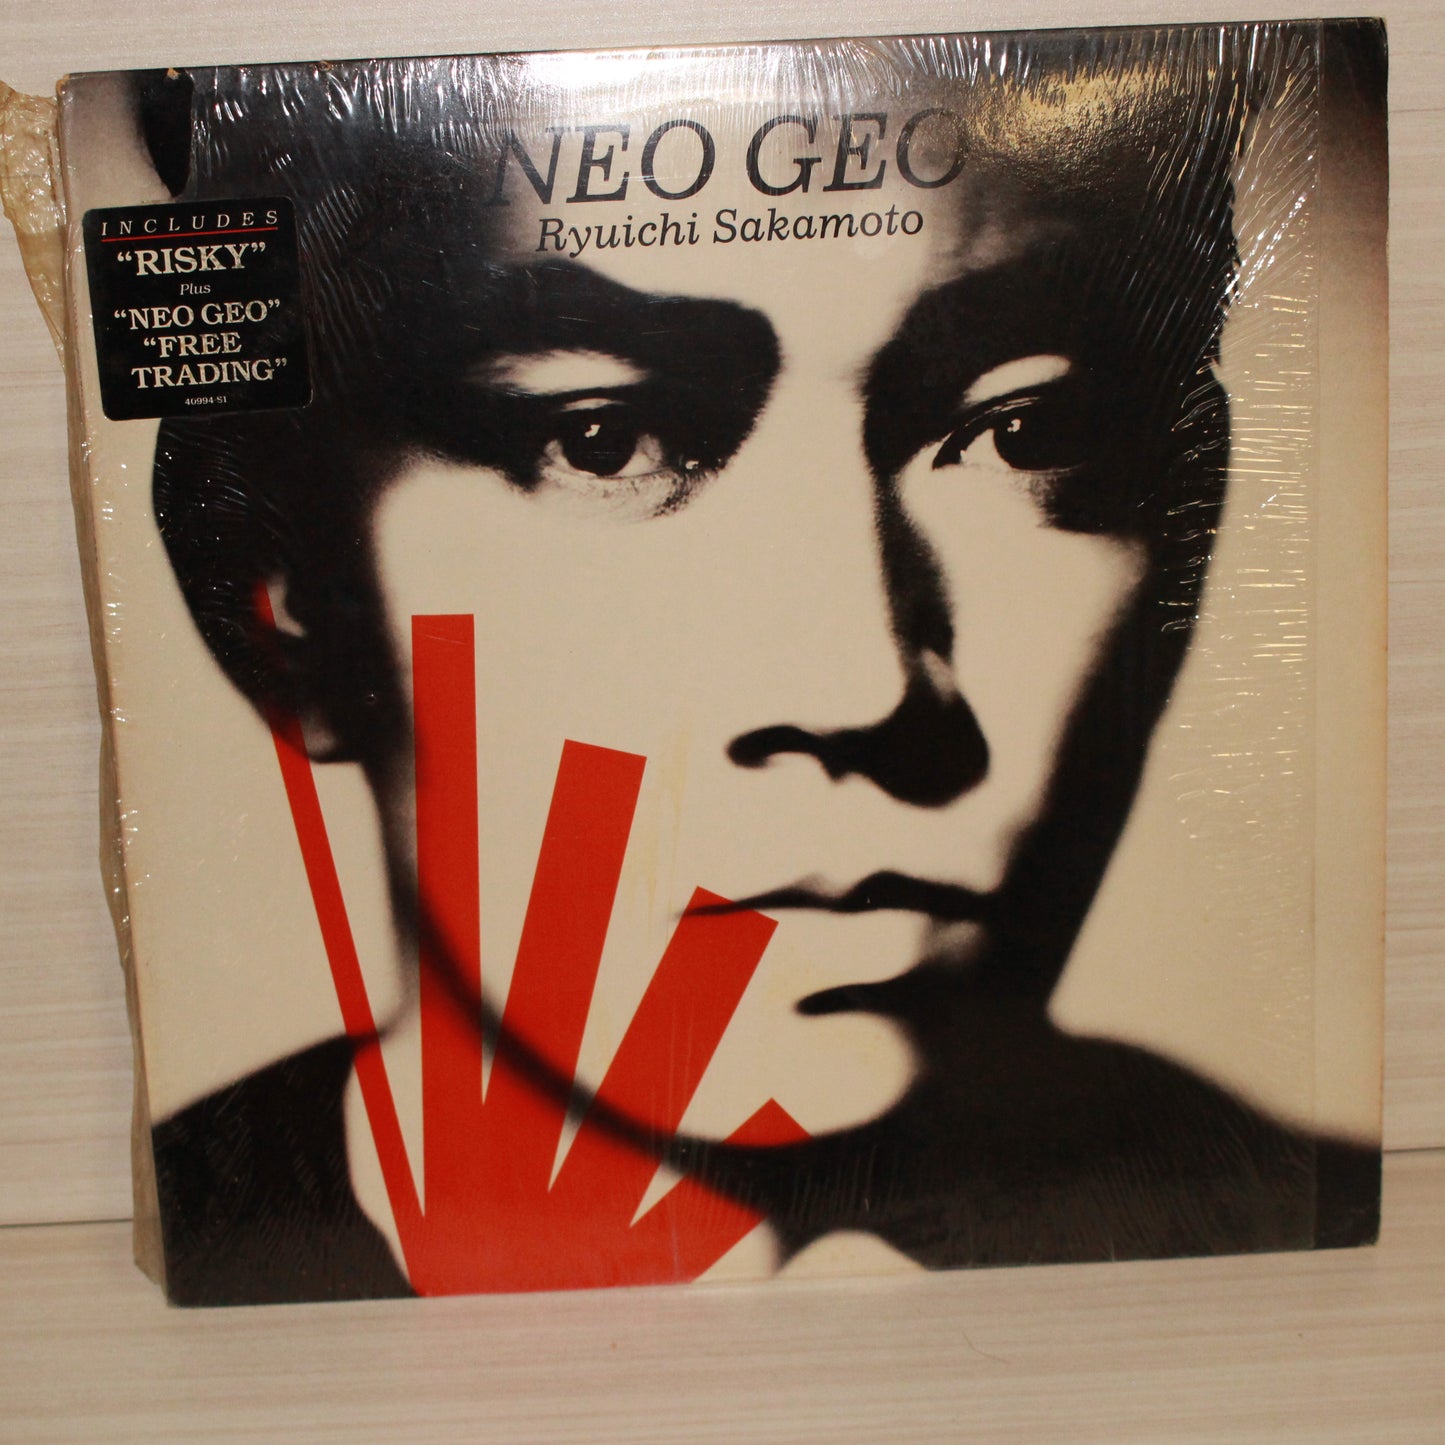 NEO GEO
Ryuichi Sakamoto
INCLUDES
“RISKY”
Plus
“NEO GEO”
“FREE
TRADING”
40994-S1